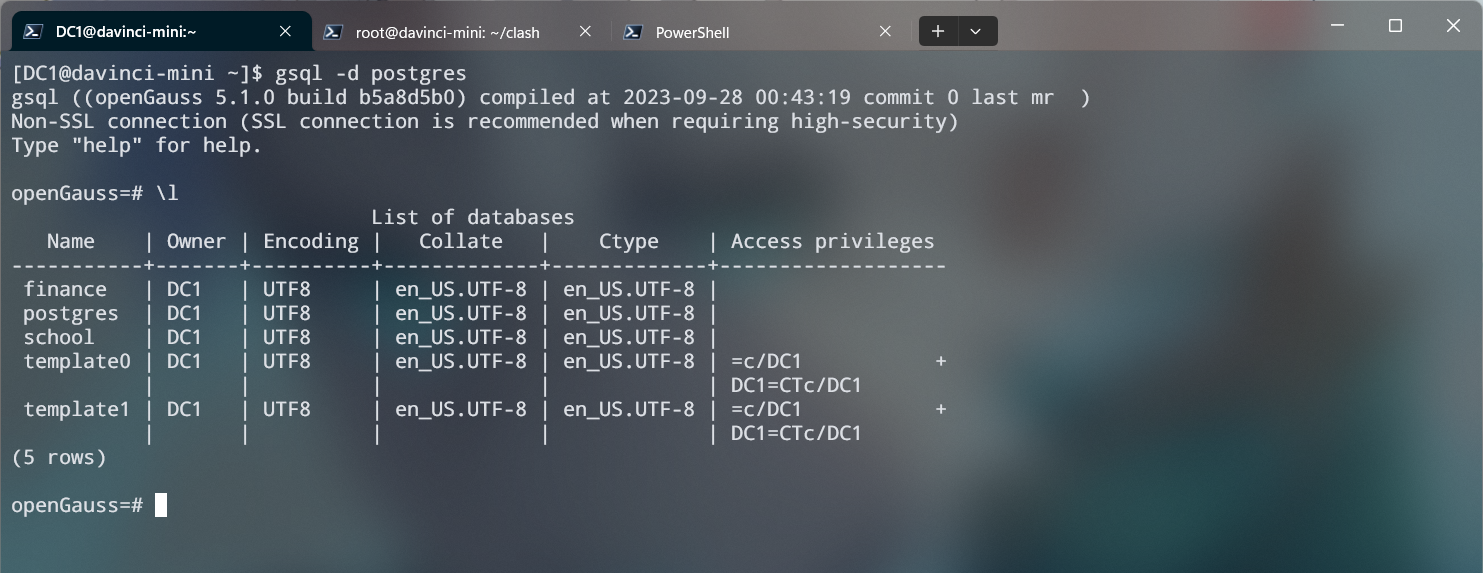 DC1@davinci-mini:~ root@davinci-mini: ~/clash PowerShell
[DC1@davinci-mini ~]$ gsql -d postgres
gsql ((openGauss 5.1.0 build b5a8d5b0) compiled at 2023-09-28 00:43:19 commit 0 last mr  )
Non-SSL connection (SSL connection is recommended when requiring high-security)
Type "help" for help.

openGauss=# \l
                              List of databases
   Name    | Owner | Encoding |   Collate   |    Ctype    | Access privileges
-----------+-------+----------+-------------+-------------+-------------------
 finance   | DC1   | UTF8     | en_US.UTF-8 | en_US.UTF-8 |
 postgres  | DC1   | UTF8     | en_US.UTF-8 | en_US.UTF-8 |
 school    | DC1   | UTF8     | en_US.UTF-8 | en_US.UTF-8 |
 template0 | DC1   | UTF8     | en_US.UTF-8 | en_US.UTF-8 | =c/DC1           +
           |       |          |             |             | DC1=CTc/DC1
 template1 | DC1   | UTF8     | en_US.UTF-8 | en_US.UTF-8 | =c/DC1           +
           |       |          |             |             | DC1=CTc/DC1
(5 rows)

openGauss=#